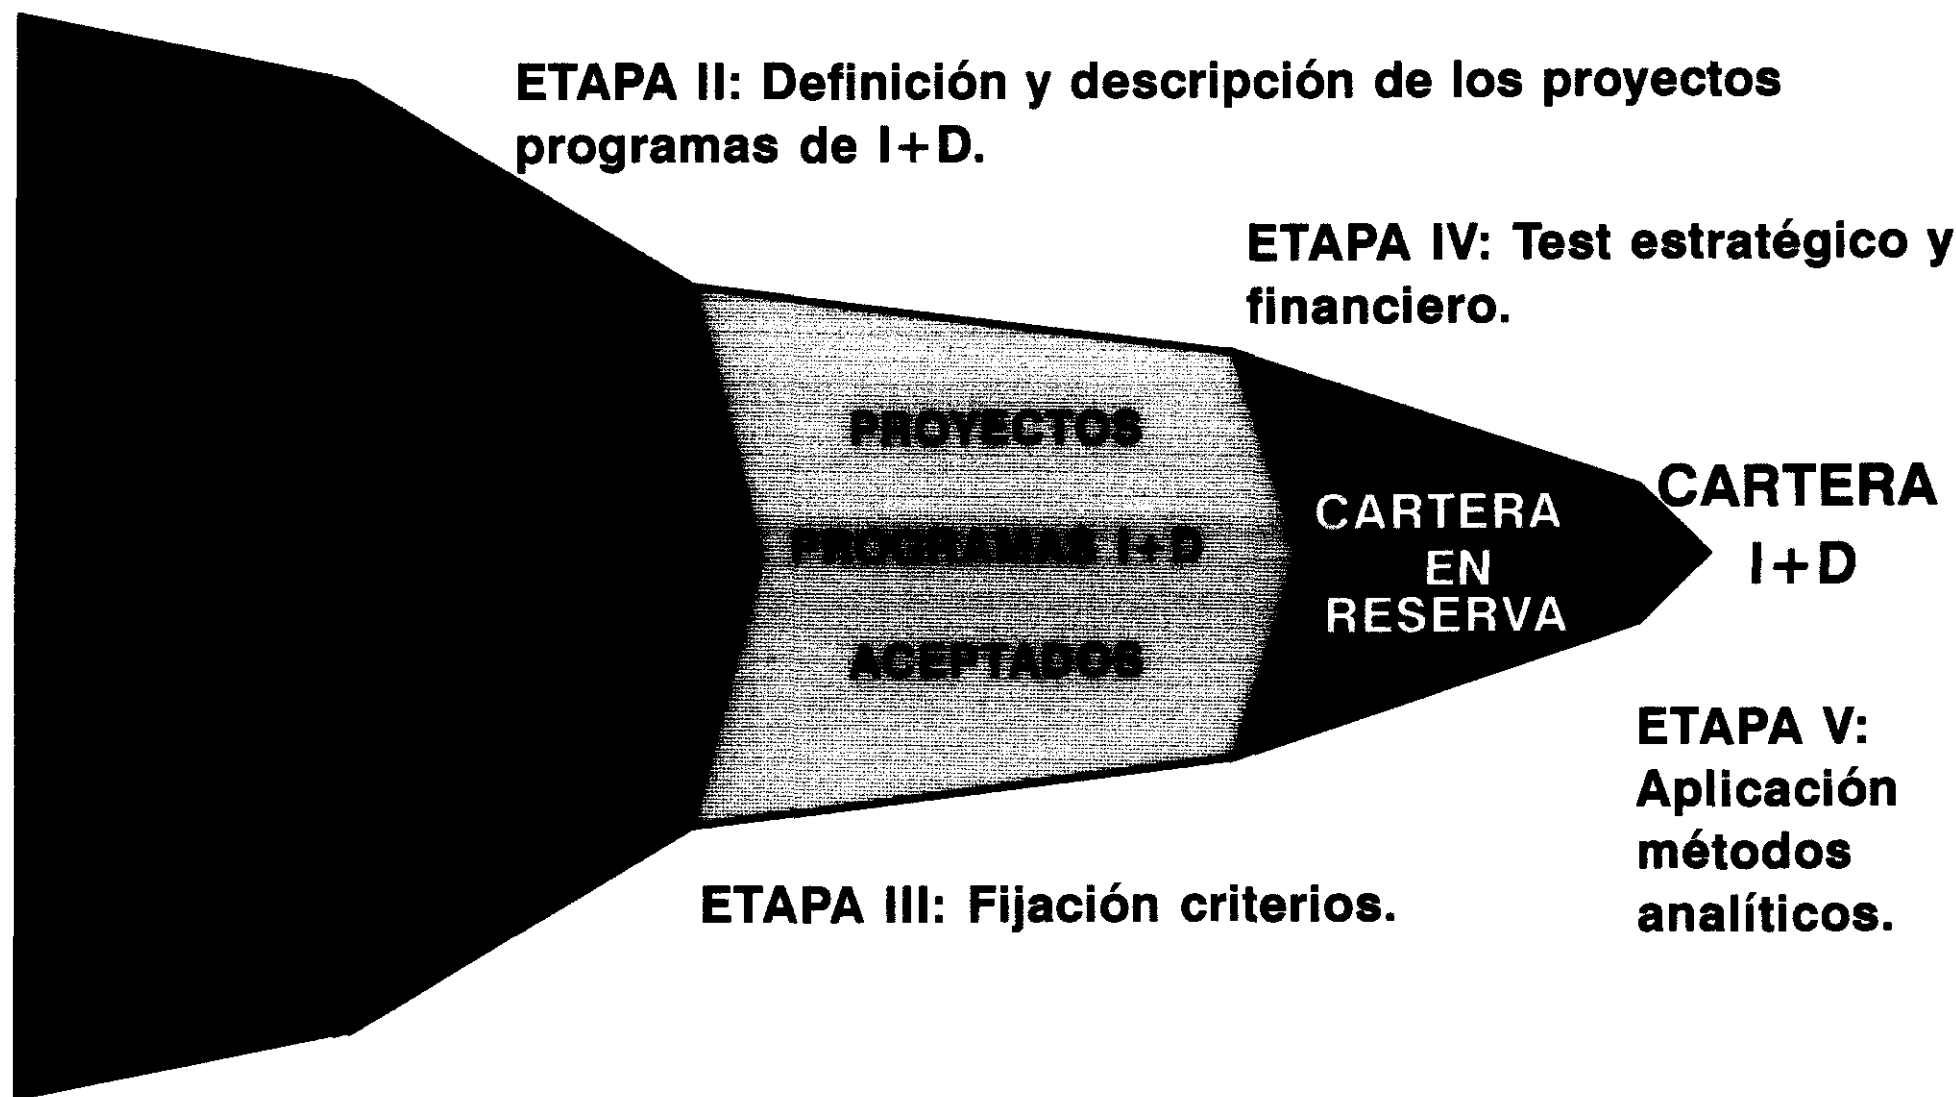 ETAPA II: Definición y descripción de los proyectos
programas de I+D.
ETAPA IV: Test estratégico y
financiero.
PROYECTOS
PROGRAMAS I+D
ACEPTADOS
CARTERA
EN
RESERVA
CARTERA
I+D
ETAPA III: Fijación criterios.
ETAPA V:
Aplicación
métodos
analíticos.